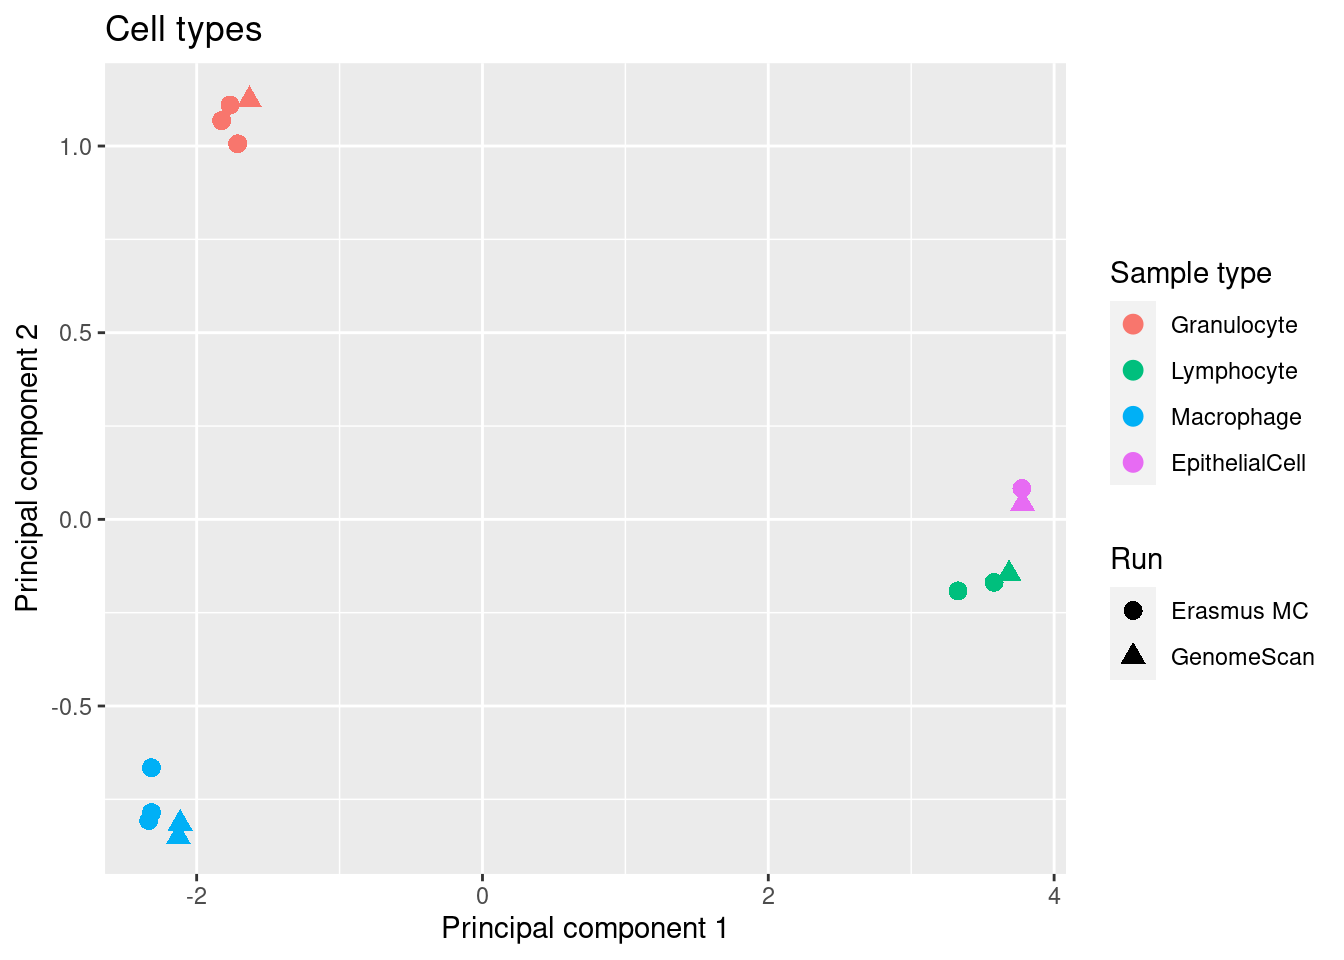 Cell types
1.0
0.5
0.0
-0.5
-2
0
2
4
Principal component 1
Principal component 2
Sample type
Granulocyte
Lymphocyte
Macrophage
EpithelialCell
Run
Erasmus MC
GenomeScan